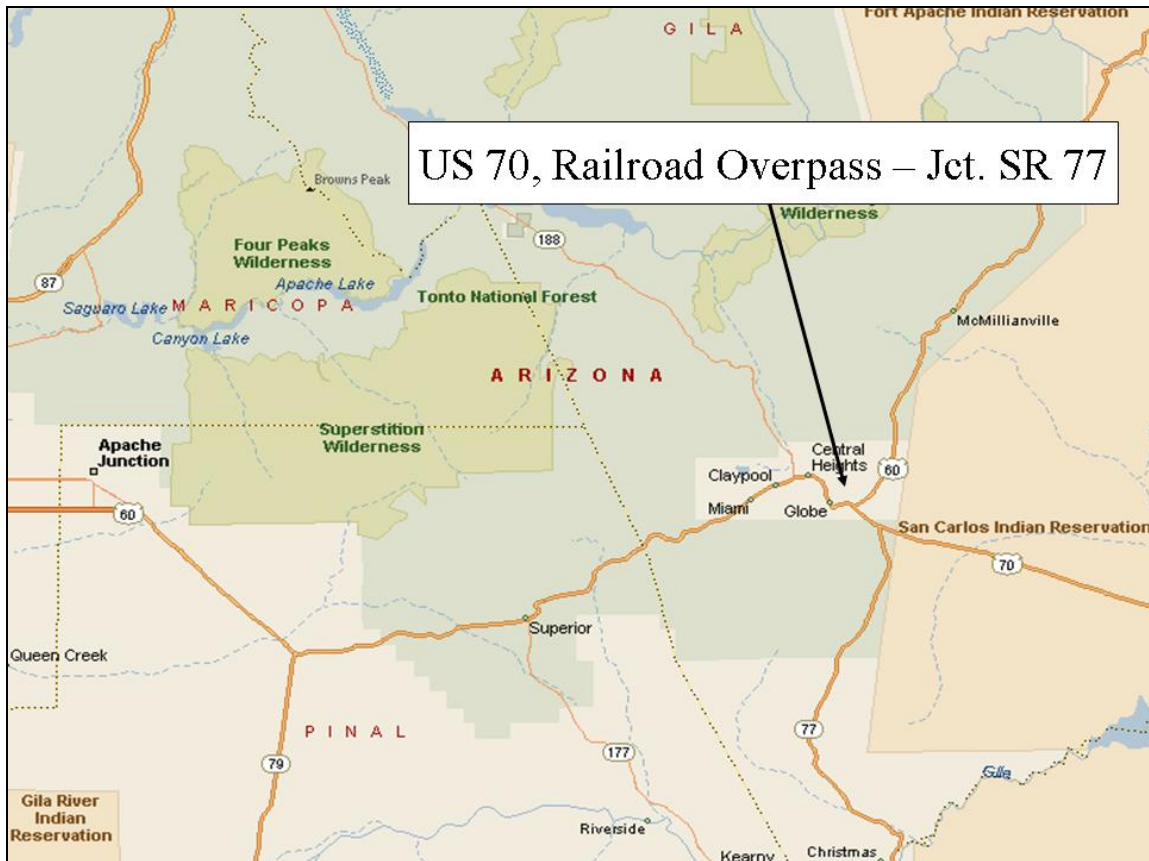 Fort Apache Indian Reservation
G I L A
US 70, Railroad Overpass – Jct. SR 77
Browns Peak
Wilderness
188
Four Peaks
Wilderness
87
Apache Lake
Tonto National Forest
Saguaro Lake
M A R I C O P A
McMillianville
Canyon Lake
A R I Z O N A
Superstition
Wilderness
Apache
Junction
Central
Heights
60
Claypool
Miami
Globe
60
San Carlos Indian Reservation
70
Superior
Queen Creek
P I N A L
77
177
79
Gila
Gila River
Indian
Reservation
Riverside
Kearny
Christmas